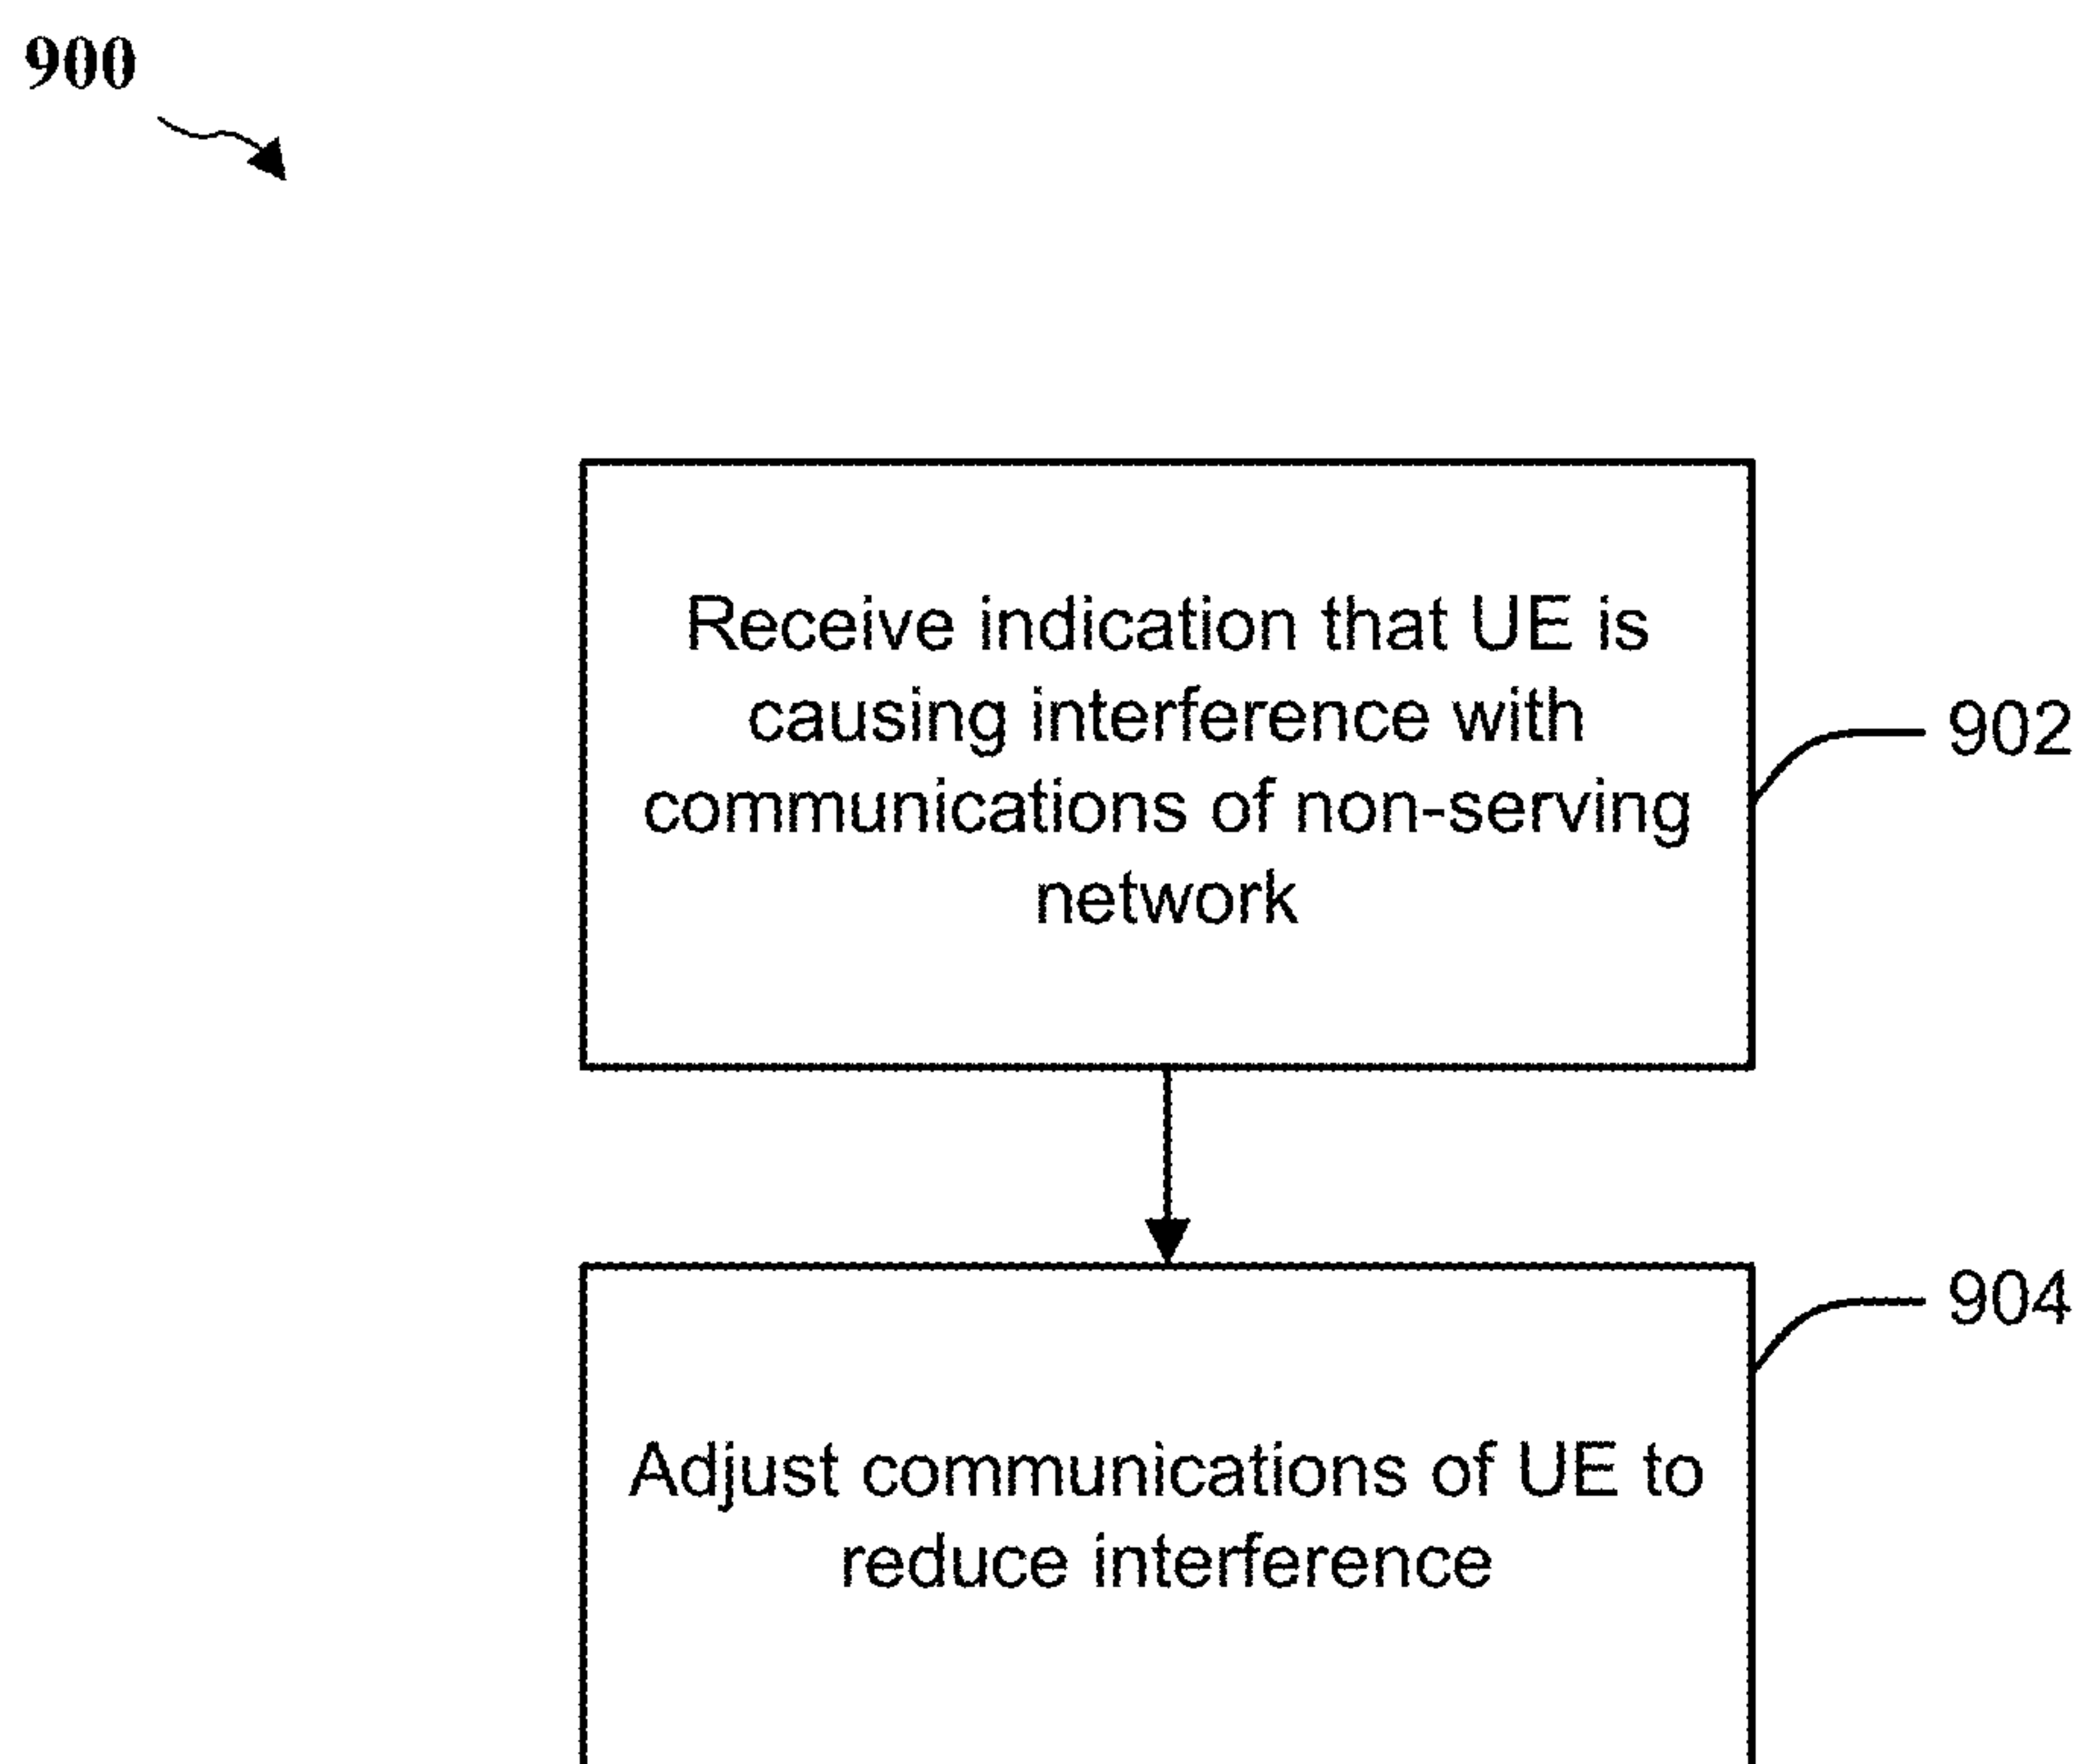 900
Receive indication that UE is
causing interference with
communications of non-serving
network
902
904
Adjust communications of UE to
reduce interference